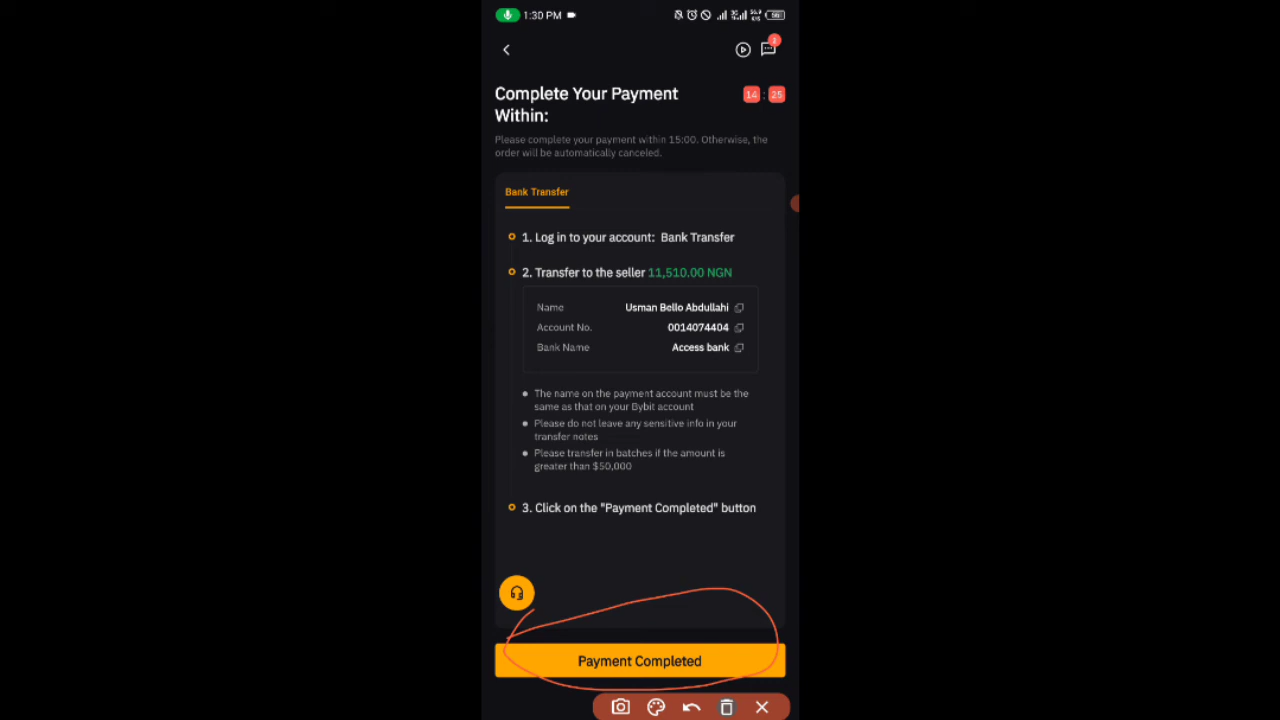 1:30 PM
3
Complete Your Payment
Within:
14 : 25
Please complete your payment within 15:00. Otherwise, the
order will be automatically canceled.
Bank Transfer
1. Log in to your account: Bank Transfer
2. Transfer to the seller 11,510.00 NGN
Name Usman Bello Abdullahi
Account No. 0014074404
Bank Name Access bank
The name on the payment account must be the
same as that on your Bybit account
Please do not leave any sensitive info in your
transfer notes
Please transfer in batches if the amount is
greater than $50,000
3. Click on the "Payment Completed" button
Payment Completed